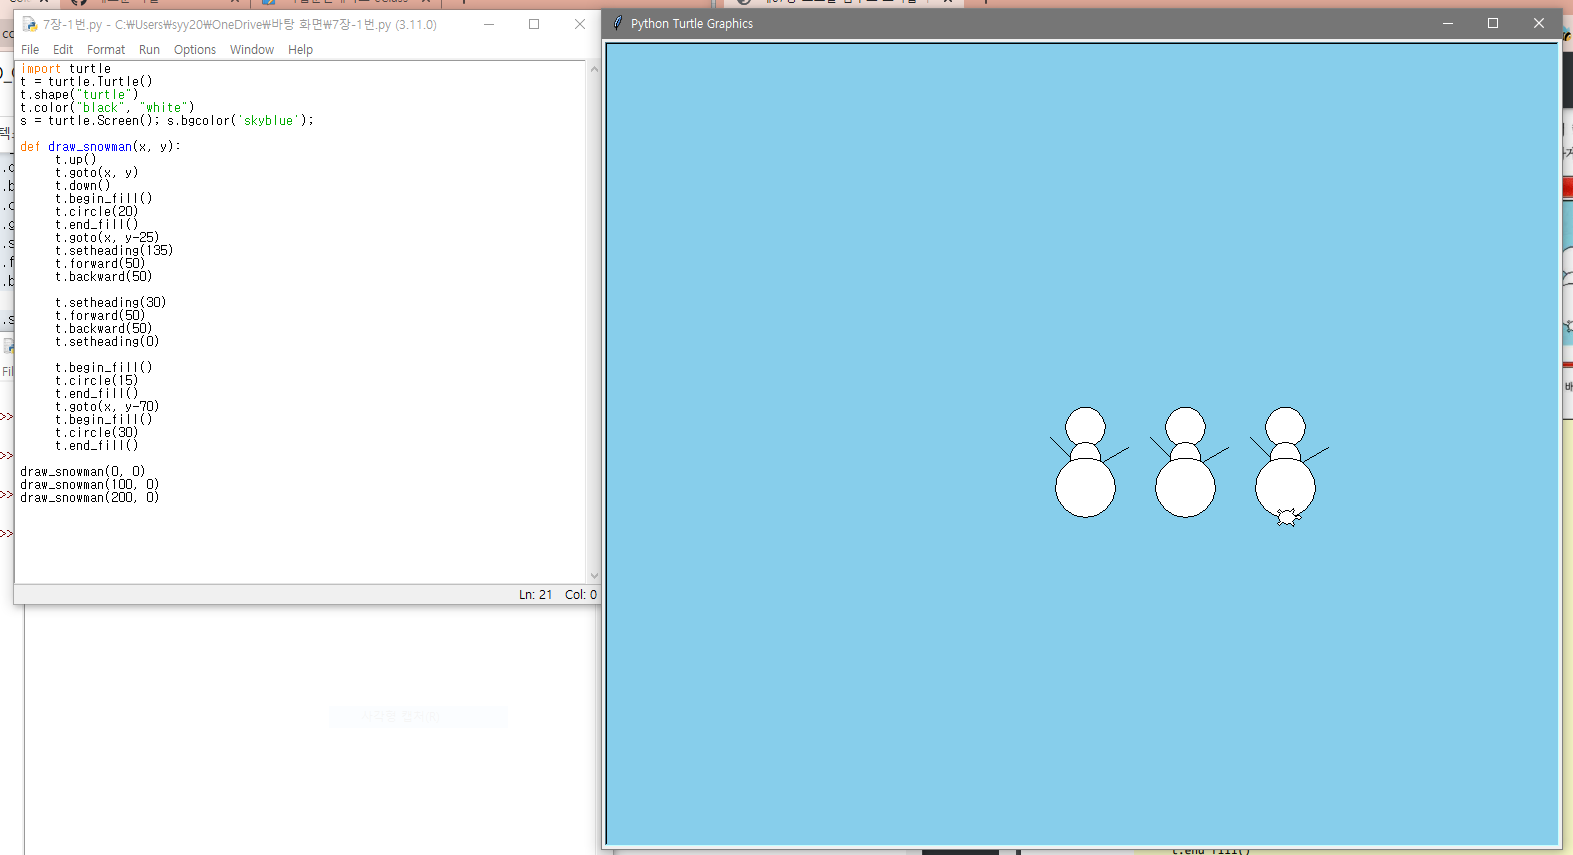 7장-1번.py - C:₩Users₩syy20₩OneDrive₩바탕 화면₩7장-1번.py (3.11.0)
File Edit Format Run Options Window Help
import turtle
t = turtle.Turtle()
t.shape("turtle")
t.color("black", "white")
s = turtle.Screen(); s.bgcolor('skyblue');
def draw_snowman(x, y):
t.up()
t.goto(x, y)
t.down()
t.begin_fill()
t.circle(20)
t.end_fill()
t.goto(x, y-25)
t.setheading(135)
t.forward(50)
t.backward(50)
t.setheading(30)
t.forward(50)
t.backward(50)
t.setheading(0)
t.begin_fill()
t.circle(15)
t.end_fill()
t.goto(x, y-70)
t.begin_fill()
t.circle(30)
t.end_fill()
draw_snowman(0, 0)
draw_snowman(100, 0)
draw_snowman(200, 0)
Ln: 21 Col: 0
Python Turtle Graphics
>>
>>
>>
>>
t.end_fill()